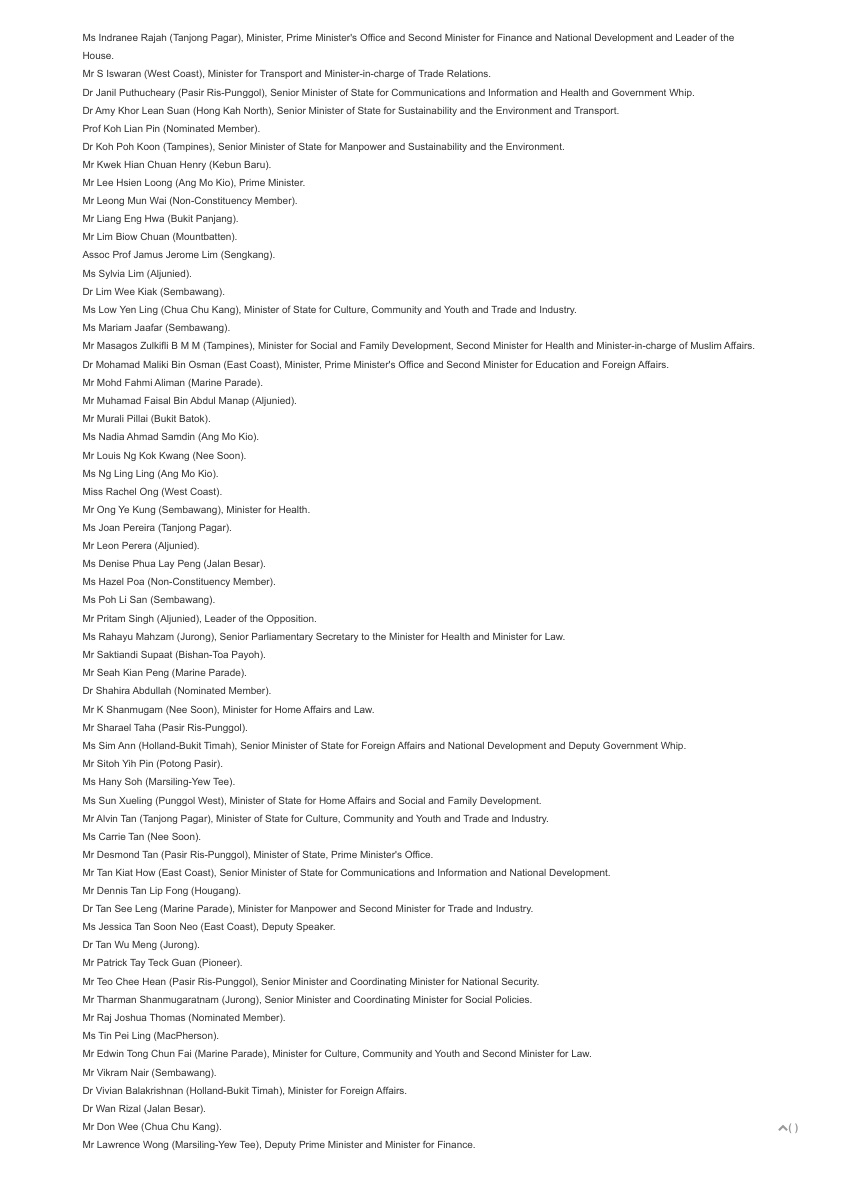 Ms Indranee Rajah (Tanjong Pagar), Minister, Prime Minister's Office and Second Minister for Finance and National Development and Leader of the
House.
Mr S Iswaran (West Coast), Minister for Transport and Minister-in-charge of Trade Relations.
Dr Janil Puthucheary (Pasir Ris-Punggol), Senior Minister of State for Communications and Information and Health and Government Whip.
Dr Amy Khor Lean Suan (Hong Kah North), Senior Minister of State for Sustainability and the Environment and Transport.
Prof Koh Lian Pin (Nominated Member).
Dr Koh Poh Koon (Tampines), Senior Minister of State for Manpower and Sustainability and the Environment.
Mr Kwek Hian Chuan Henry (Kebun Baru).
Mr Lee Hsien Loong (Ang Mo Kio), Prime Minister.
Mr Leong Mun Wai (Non-Constituency Member).
Mr Liang Eng Hwa (Bukit Panjang).
Mr Lim Biow Chuan (Mountbatten).
Assoc Prof Jamus Jerome Lim (Sengkang).
Ms Sylvia Lim (Aljunied).
Dr Lim Wee Kiak (Sembawang).
Ms Low Yen Ling (Chua Chu Kang), Minister of State for Culture, Community and Youth and Trade and Industry.
Ms Mariam Jaafar (Sembawang).
Mr Masagos Zulkifli B M M (Tampines), Minister for Social and Family Development, Second Minister for Health and Minister-in-charge of Muslim Affairs.
Dr Mohamad Maliki Bin Osman (East Coast), Minister, Prime Minister's Office and Second Minister for Education and Foreign Affairs.
Mr Mohd Fahmi Aliman (Marine Parade).
Mr Muhamad Faisal Bin Abdul Manap (Aljunied).
Mr Murali Pillai (Bukit Batok).
Ms Nadia Ahmad Samdin (Ang Mo Kio).
Mr Louis Ng Kok Kwang (Nee Soon).
Ms Ng Ling Ling (Ang Mo Kio).
Miss Rachel Ong (West Coast).
Mr Ong Ye Kung (Sembawang), Minister for Health.
Ms Joan Pereira (Tanjong Pagar).
Mr Leon Perera (Aljunied).
Ms Denise Phua Lay Peng (Jalan Besar).
Ms Hazel Poa (Non-Constituency Member).
Ms Poh Li San (Sembawang).
Mr Pritam Singh (Aljunied), Leader of the Opposition.
Ms Rahayu Mahzam (Jurong), Senior Parliamentary Secretary to the Minister for Health and Minister for Law.
Mr Saktiandi Supaat (Bishan-Toa Payoh).
Mr Seah Kian Peng (Marine Parade).
Dr Shahira Abdullah (Nominated Member).
Mr K Shanmugam (Nee Soon), Minister for Home Affairs and Law.
Mr Sharael Taha (Pasir Ris-Punggol).
Ms Sim Ann (Holland-Bukit Timah), Senior Minister of State for Foreign Affairs and National Development and Deputy Government Whip.
Mr Sitoh Yih Pin (Potong Pasir).
Ms Hany Soh (Marsiling-Yew Tee).
Ms Sun Xueling (Punggol West), Minister of State for Home Affairs and Social and Family Development.
Mr Alvin Tan (Tanjong Pagar), Minister of State for Culture, Community and Youth and Trade and Industry.
Ms Carrie Tan (Nee Soon).
Mr Desmond Tan (Pasir Ris-Punggol), Minister of State, Prime Minister's Office.
Mr Tan Kiat How (East Coast), Senior Minister of State for Communications and Information and National Development.
Mr Dennis Tan Lip Fong (Hougang).
Dr Tan See Leng (Marine Parade), Minister for Manpower and Second Minister for Trade and Industry.
Ms Jessica Tan Soon Neo (East Coast), Deputy Speaker.
Dr Tan Wu Meng (Jurong).
Mr Patrick Tay Teck Guan (Pioneer).
Mr Teo Chee Hean (Pasir Ris-Punggol), Senior Minister and Coordinating Minister for National Security.
Mr Tharman Shanmugaratnam (Jurong), Senior Minister and Coordinating Minister for Social Policies.
Mr Raj Joshua Thomas (Nominated Member).
Ms Tin Pei Ling (MacPherson).
Mr Edwin Tong Chun Fai (Marine Parade), Minister for Culture, Community and Youth and Second Minister for Law.
Mr Vikram Nair (Sembawang).
Dr Vivian Balakrishnan (Holland-Bukit Timah), Minister for Foreign Affairs.
Dr Wan Rizal (Jalan Besar).
Mr Don Wee (Chua Chu Kang).
( )
Mr Lawrence Wong (Marsiling-Yew Tee), Deputy Prime Minister and Minister for Finance.